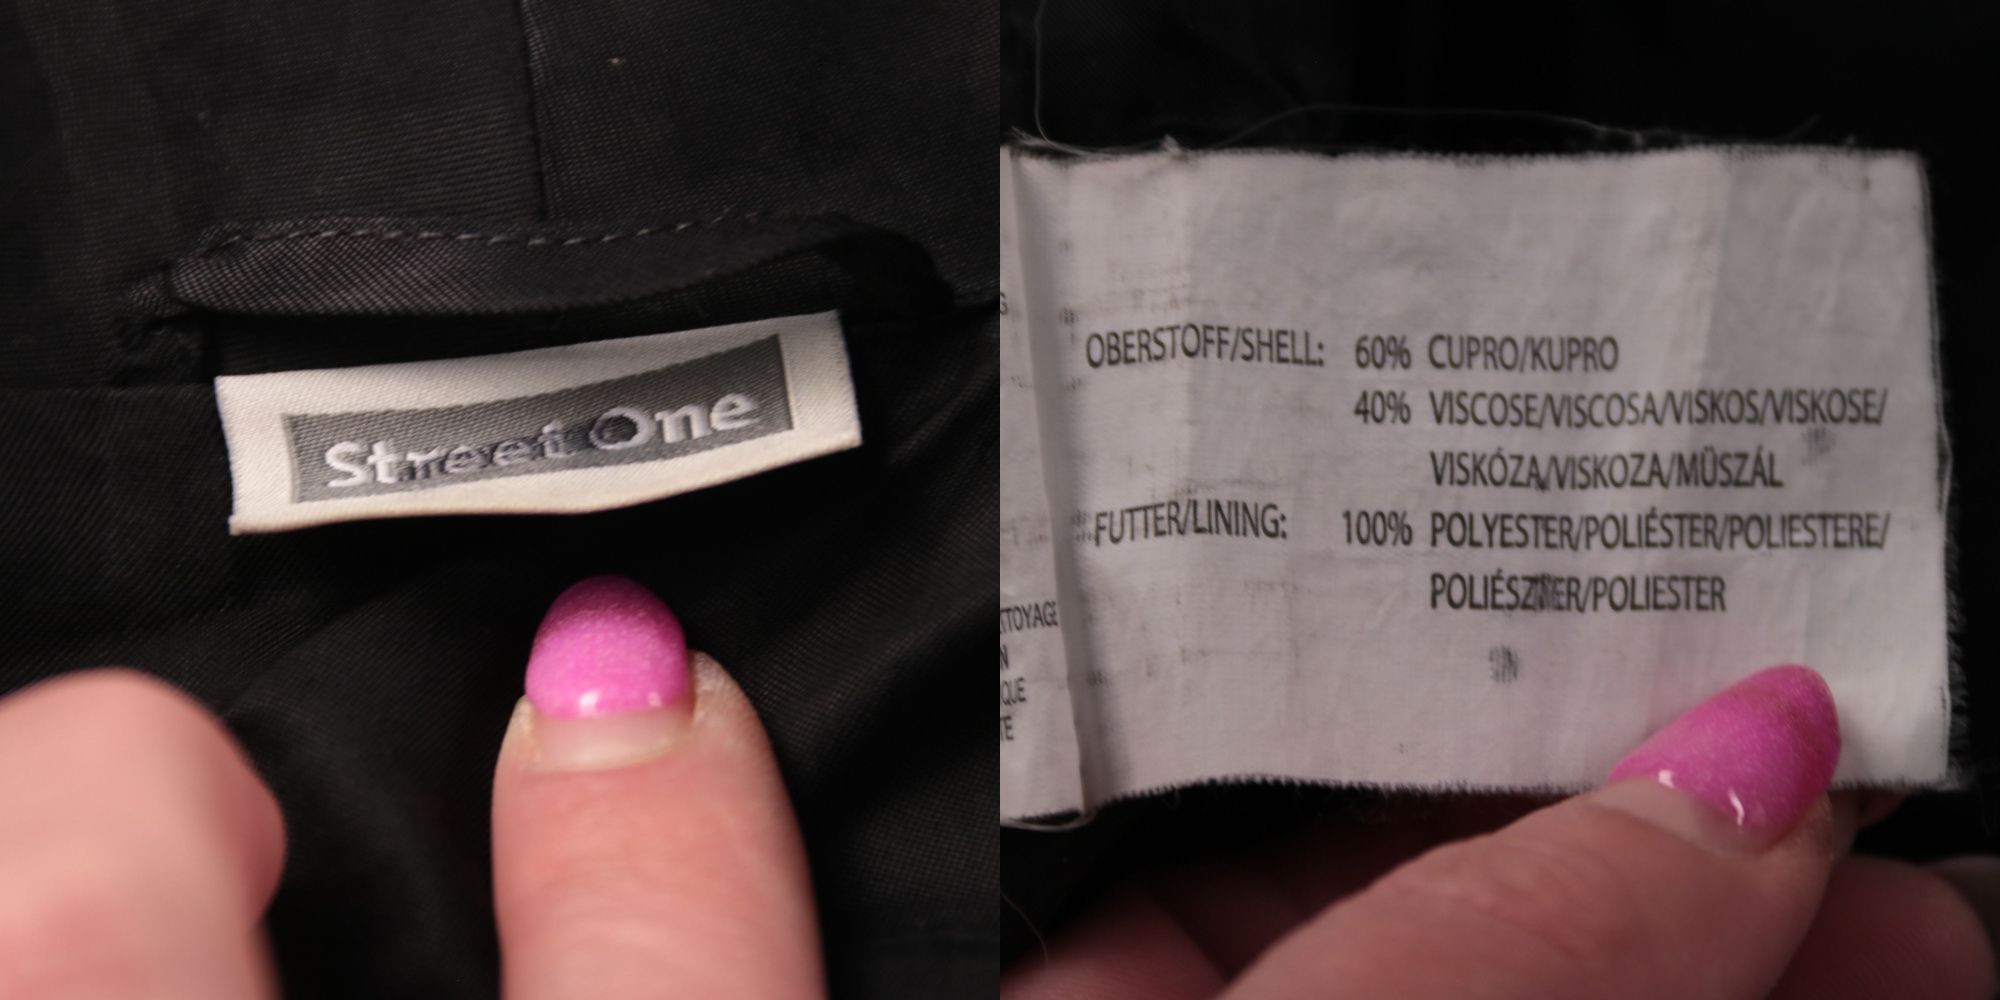 Street One
OBERSTOFF/SHELL: 60% CUPRO/KUPRO
40% VISCOSE/VISCOSA/VISKOS/VISKOSE/
VISKÓZA/VISKOZA/MŰSZÁL
FUTTER/LINING: 100% POLYESTER/POLIÉSTER/POLIESTERE/
POLIÉSZTER/POLIESTER